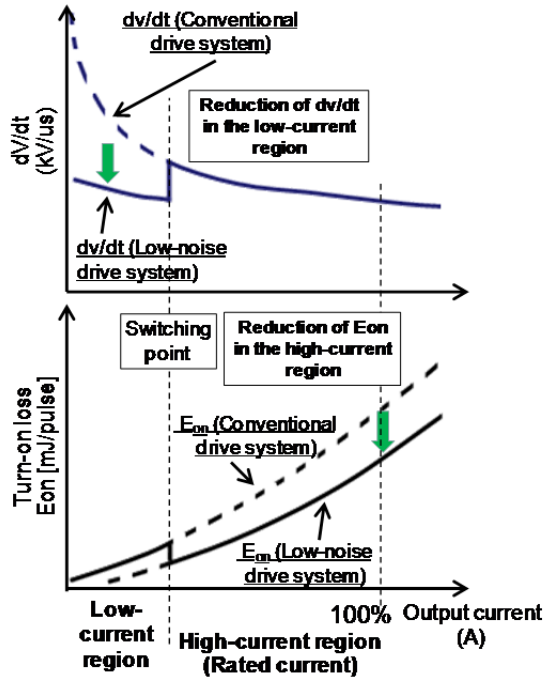 dv/dt (Conventional
drive system)
Reduction of dv/dt
in the low-current
region
dV/dt
(kV/us)
dv/dt (Low-noise
drive system)
Switching
point
Reduction of Eon
in the high-current
region
Turn-on loss
Eon [mJ/pulse]
Eon (Conventional
drive system)
Eon (Low-noise
drive system)
Low-
current
region
High-current region
(Rated current)
100%
Output current
(A)